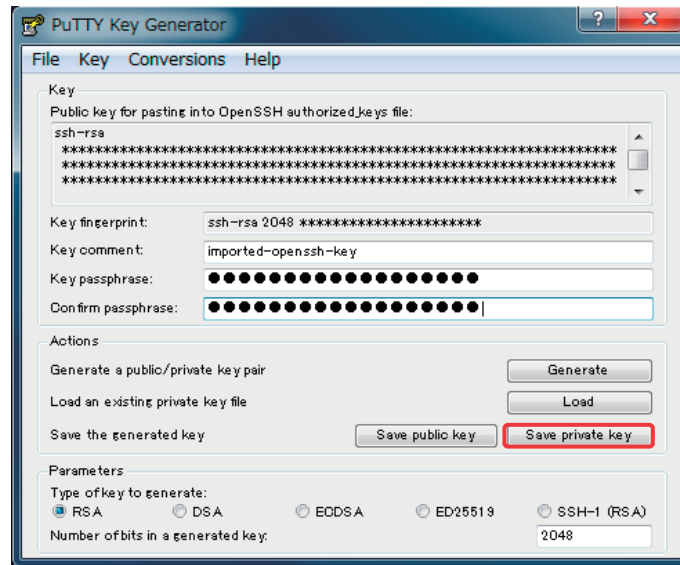 PuTTY Key Generator
?
X
File Key Conversions Help
Key
Public key for pasting into OpenSSH authorized_keys file:
ssh-rsa
*******************************************************************
*******************************************************************
*******************************************************************
Key fingerprint: ssh-rsa 2048 **********************
Key comment: imported-openssh-key
Key passphrase: ●●●●●●●●●●●●●●●●●●
Confirm passphrase: ●●●●●●●●●●●●●●●●●●
Actions
Generate a public/private key pair Generate
Load an existing private key file Load
Save the generated key Save public key Save private key
Parameters
Type of key to generate:
RSA DSA ECDSA ED25519 SSH-1 (RSA)
Number of bits in a generated key: 2048